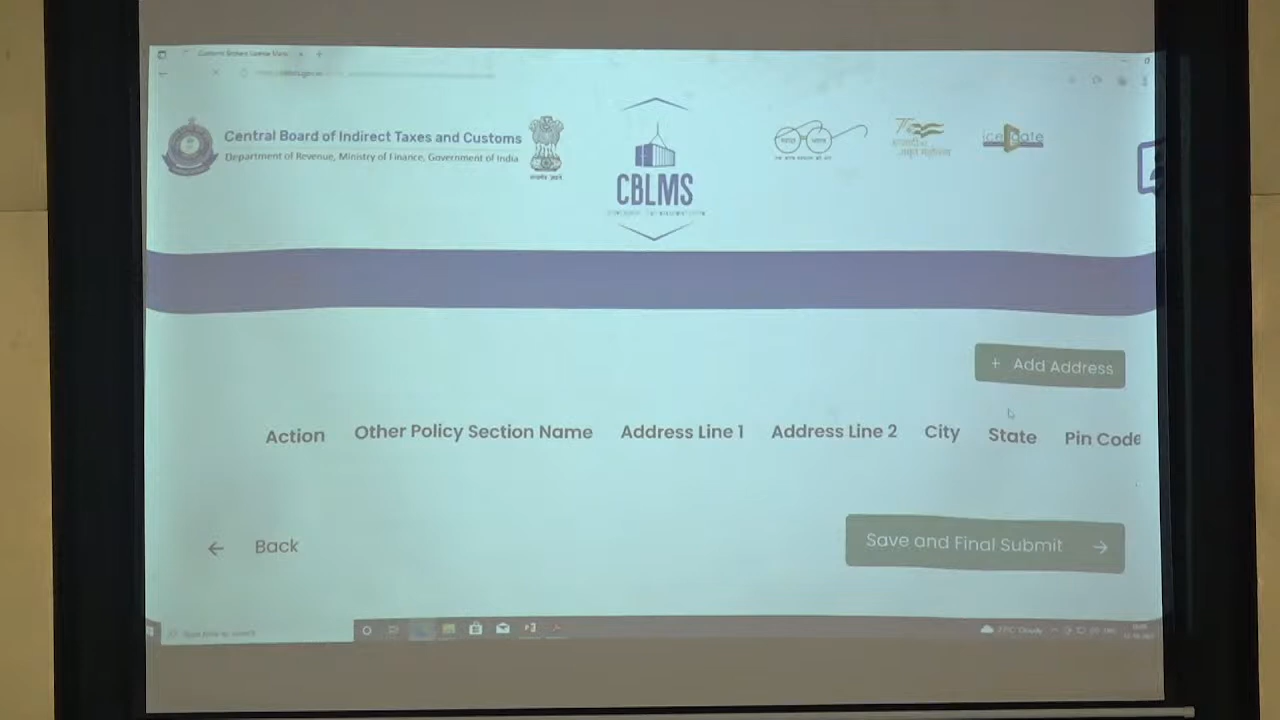 Central Board of Indirect Taxes and Customs
Department of Revenue, Ministry of Finance, Government of India
CBLMS
+ Add Address
Action Other Policy Section Name Address Line 1 Address Line 2 City State Pin Code
Back
Save and Final Submit